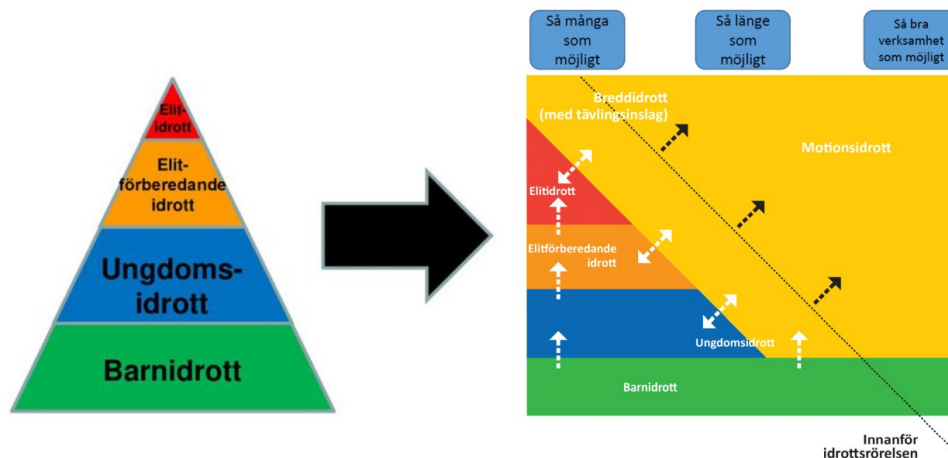 Elit-
idrott
Elit-
förberedande
idrott
Ungdoms-
idrott
Barnidrott
Så många
som
möjligt
Så länge
som
möjligt
Så bra
verksamhet
som möjligt
Breddidrott
(med tävlingsinslag)
Motionsidrott
Elitidrott
Elitförberedande
idrott
Ungdomsidrott
Barnidrott
Innanför
idrottsrörelsen